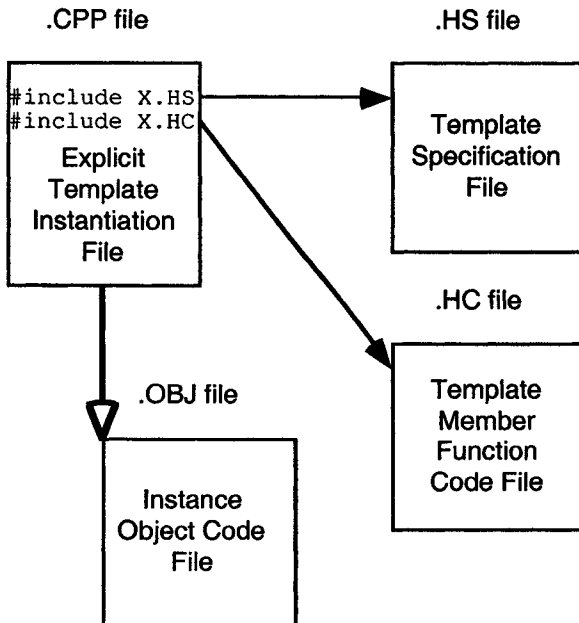 .CPP file
#include X.HS
#include X.HC
Explicit
Template
Instantiation
File
.HS file
Template
Specification
File
.HC file
Template
Member
Function
Code File
.OBJ file
Instance
Object Code
File